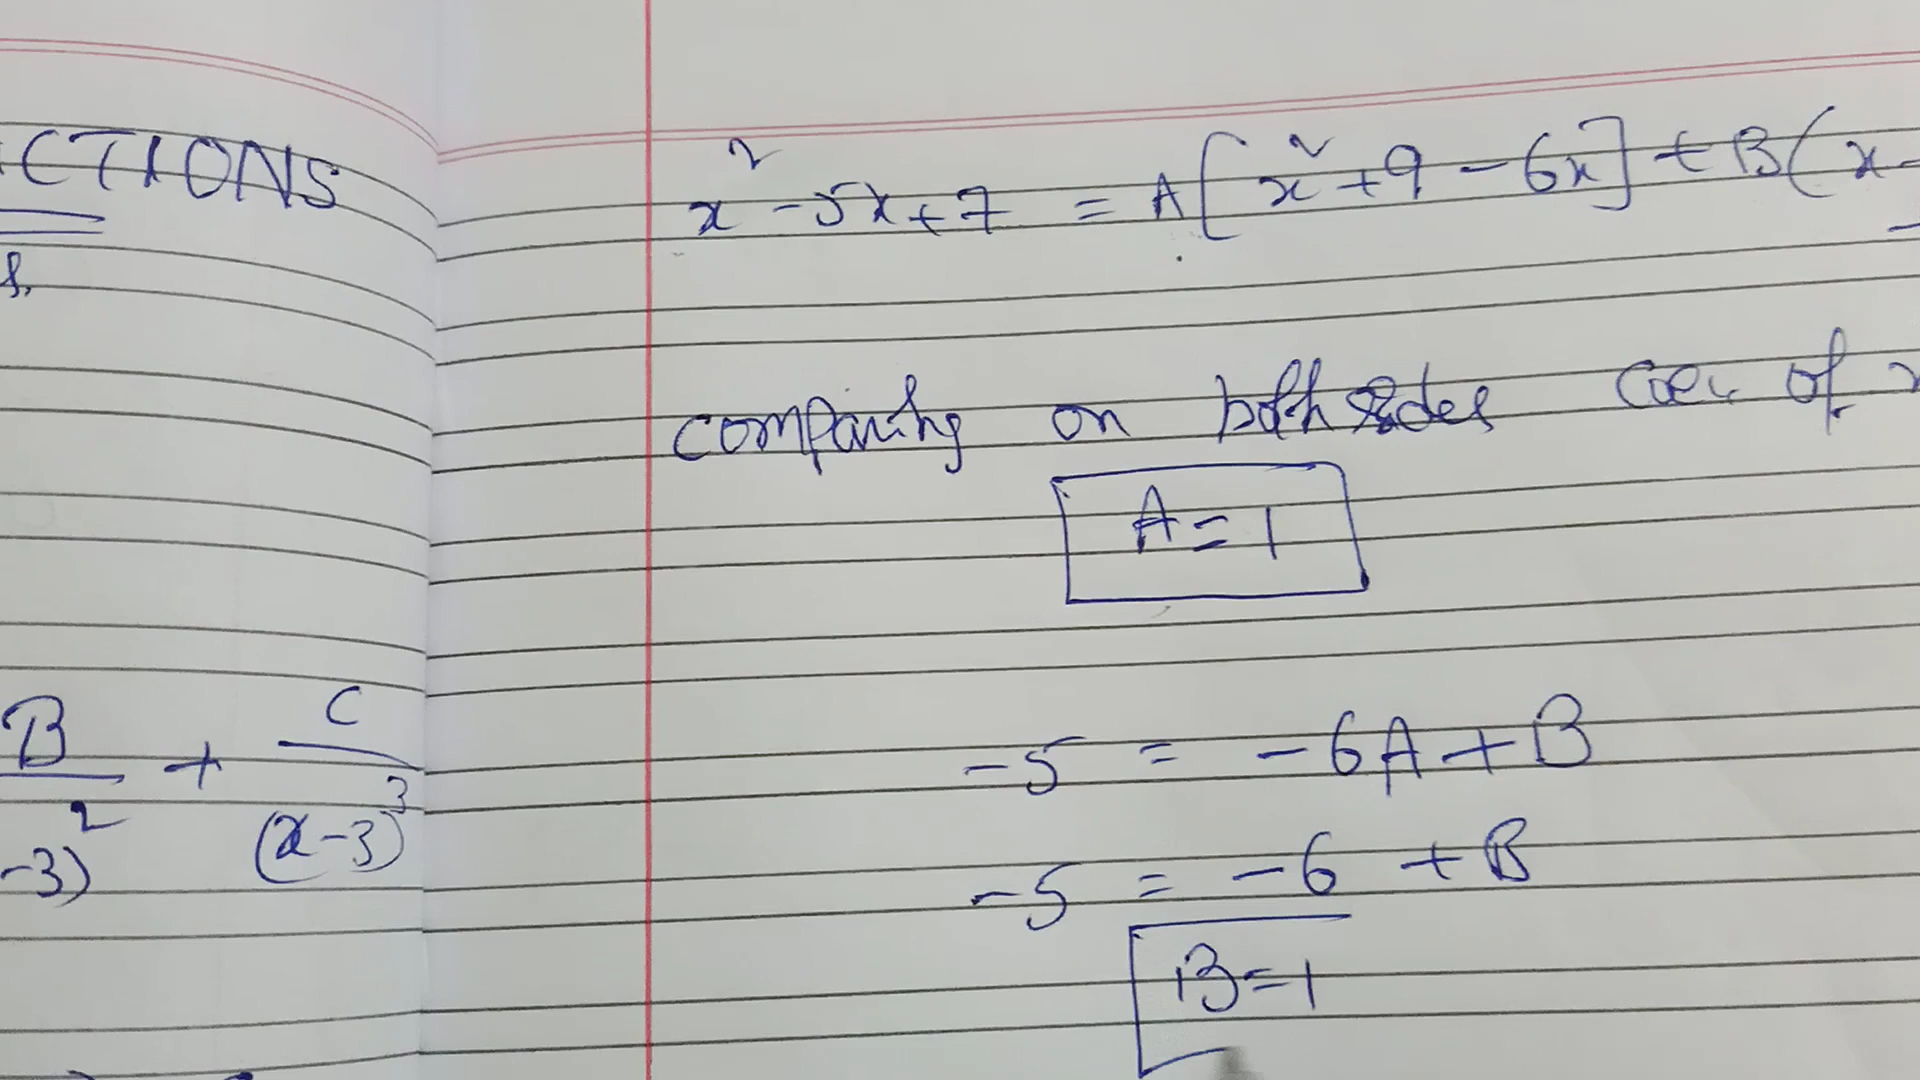 CTIONS
B/-3)² + C/(x-3)³
x² - 5x + 7 = A[x² + 9 - 6x] + B(x-
comparing on both sides coe. of x
A = 1
-5 = -6A + B
-5 = -6 + B
B = 1